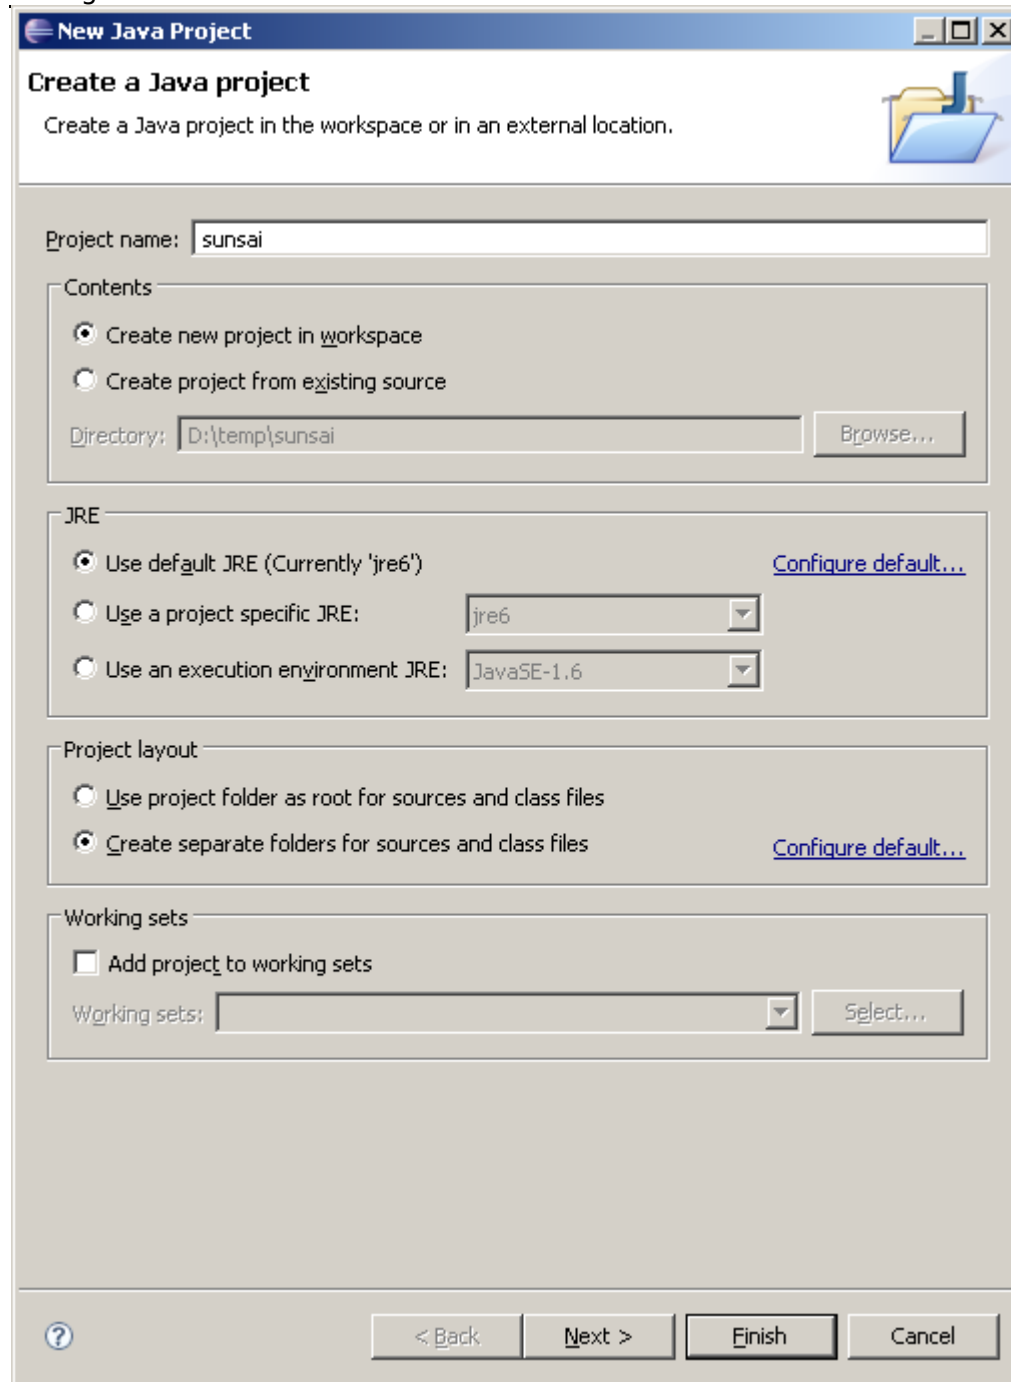 New Java Project
Create a Java project
Create a Java project in the workspace or in an external location.
Project name: sunsai
Contents
Create new project in workspace
Create project from existing source
Directory: D:\temp\sunsai Browse...
JRE
Use default JRE (Currently 'jre6') Configure default...
Use a project specific JRE: jre6
Use an execution environment JRE: JavaSE-1.6
Project layout
Use project folder as root for sources and class files
Create separate folders for sources and class files Configure default...
Working sets
Add project to working sets
Working sets: Select...
? < Back Next > Finish Cancel